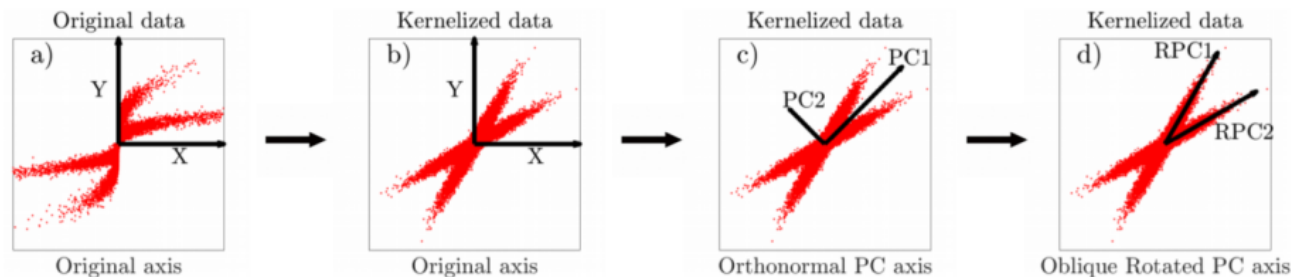 Original data
a)
Y
X
Original axis
Kernelized data
b)
Y
X
Original axis
Kernelized data
c)
PC1
PC2
Orthonormal PC axis
Kernelized data
d)
RPC1
RPC2
Oblique Rotated PC axis